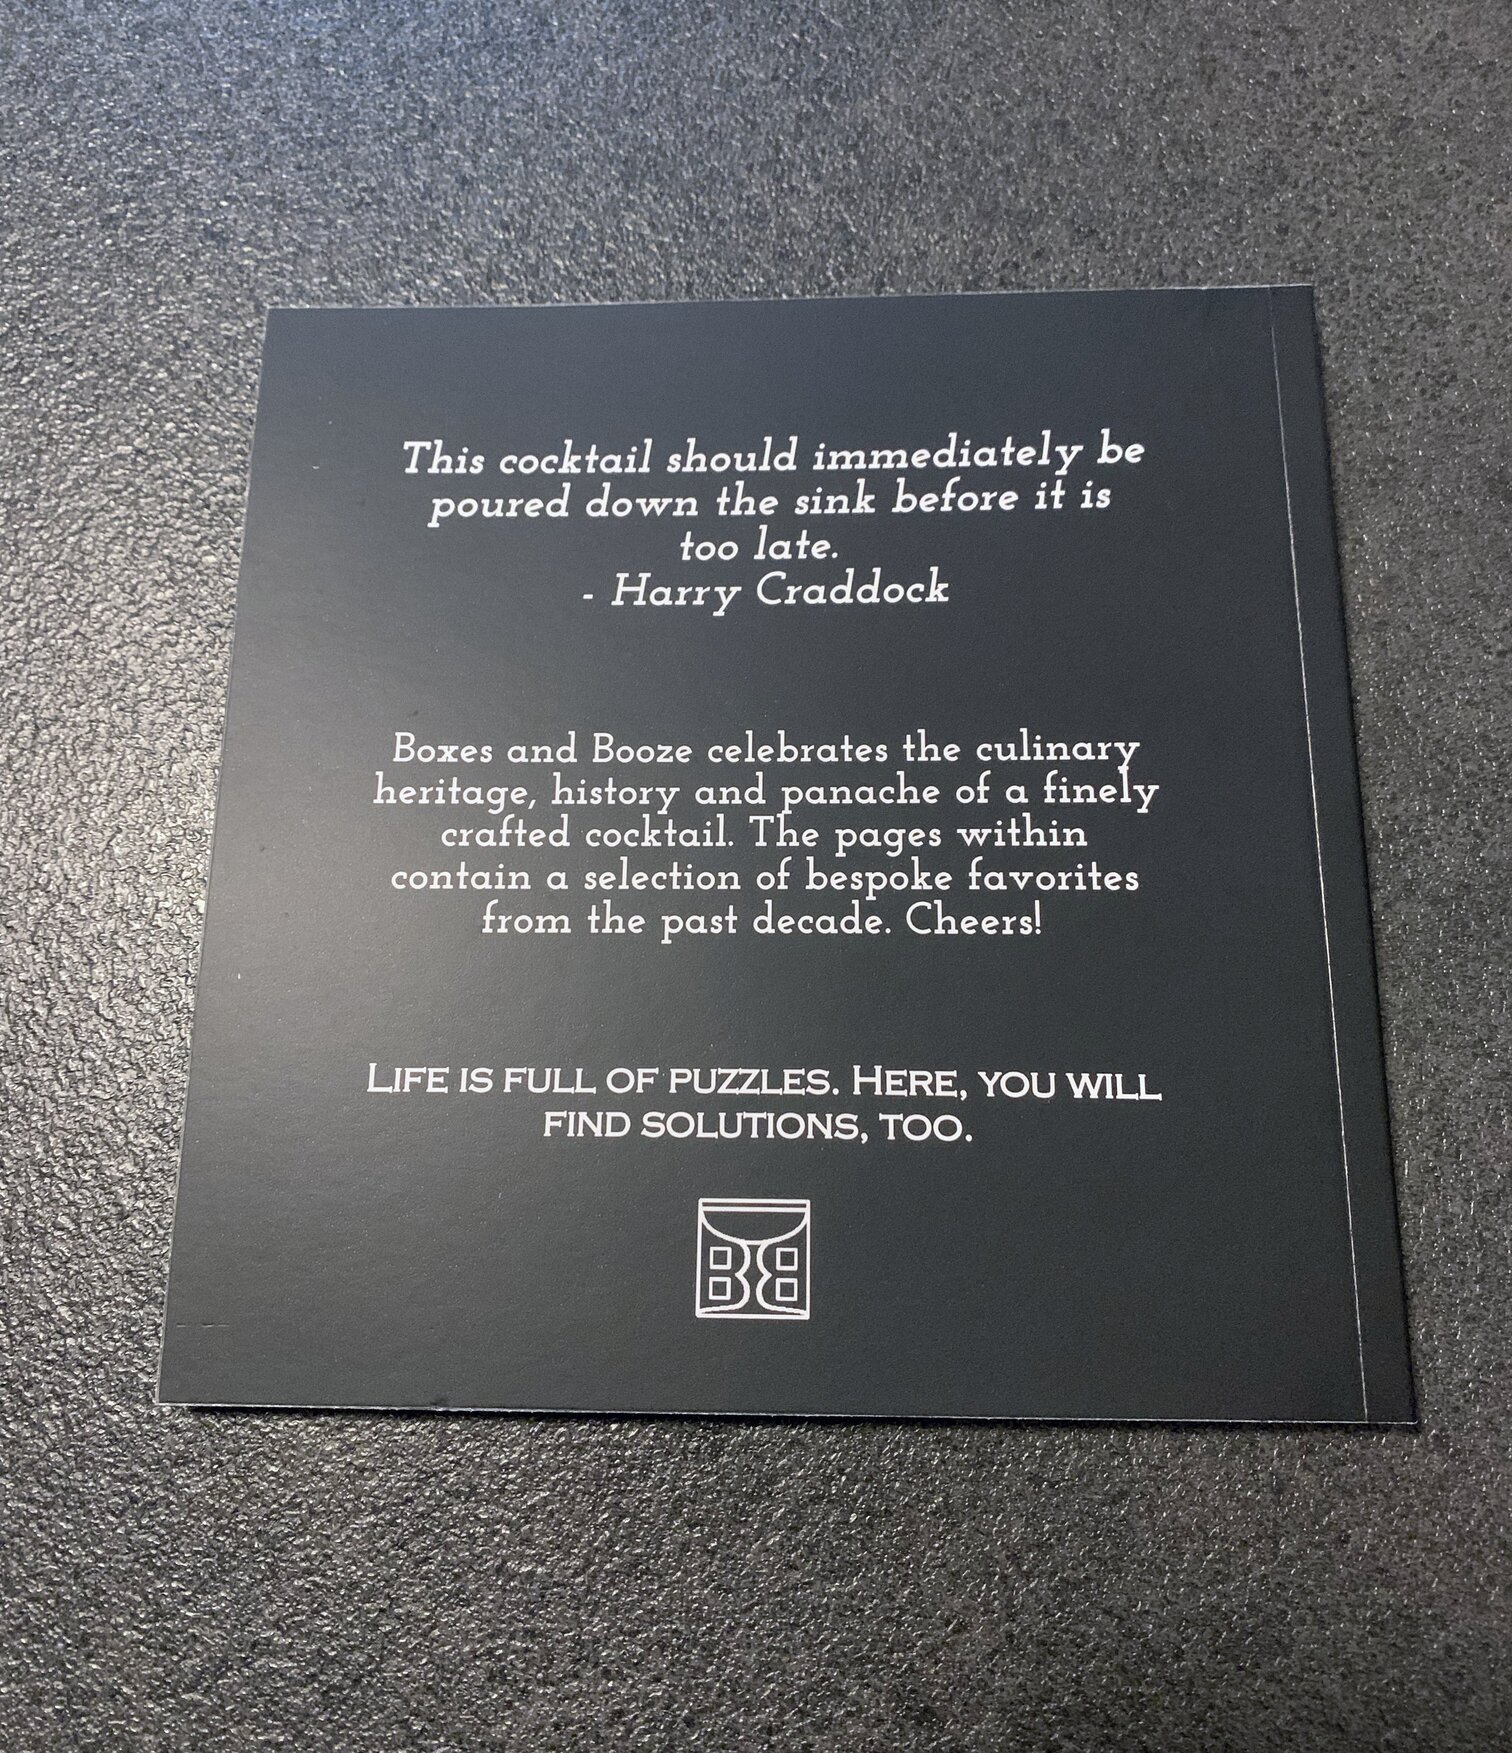 This cocktail should immediately be
poured down the sink before it is
too late.
- Harry Craddock
Boxes and Booze celebrates the culinary
heritage, history and panache of a finely
crafted cocktail. The pages within
contain a selection of bespoke favorites
from the past decade. Cheers!
LIFE IS FULL OF PUZZLES. HERE, YOU WILL
FIND SOLUTIONS, TOO.
BB